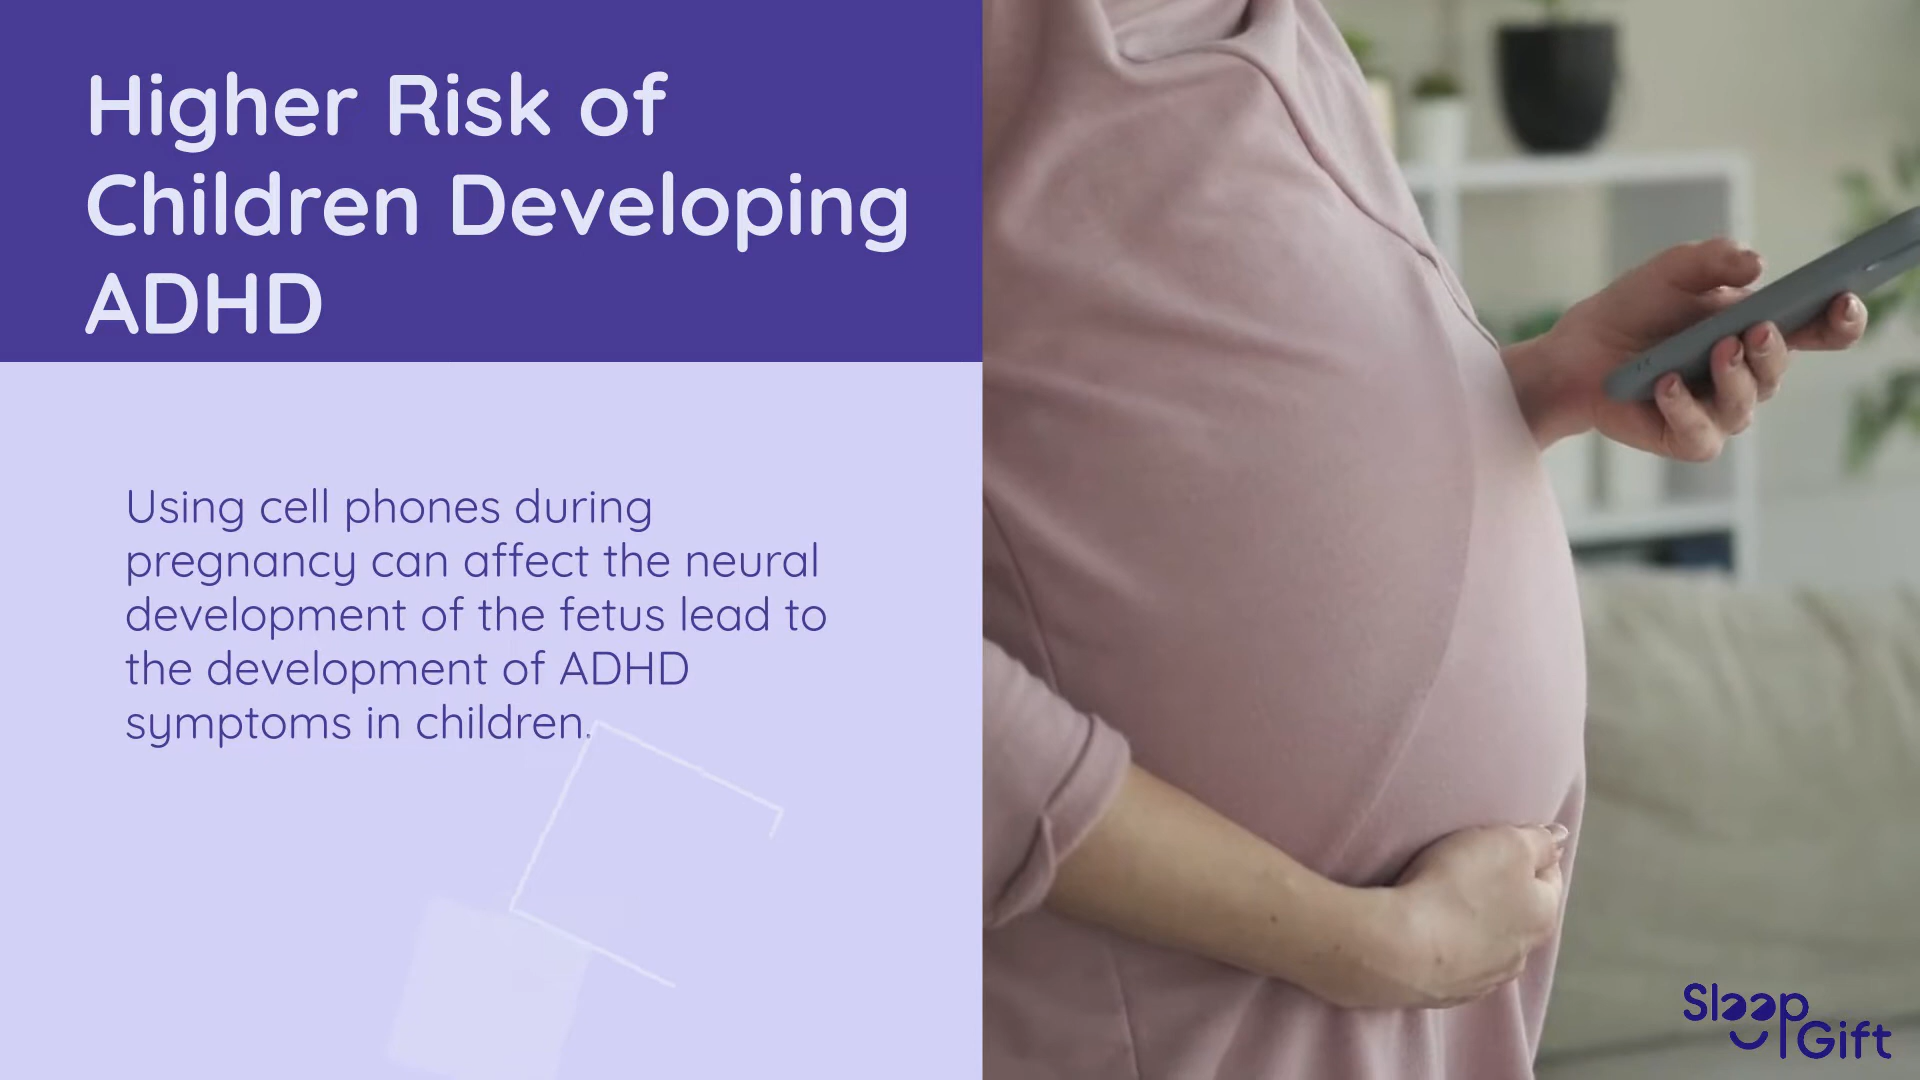 Higher Risk of
Children Developing
ADHD
Using cell phones during
pregnancy can affect the neural
development of the fetus lead to
the development of ADHD
symptoms in children.
Sleep
Gift